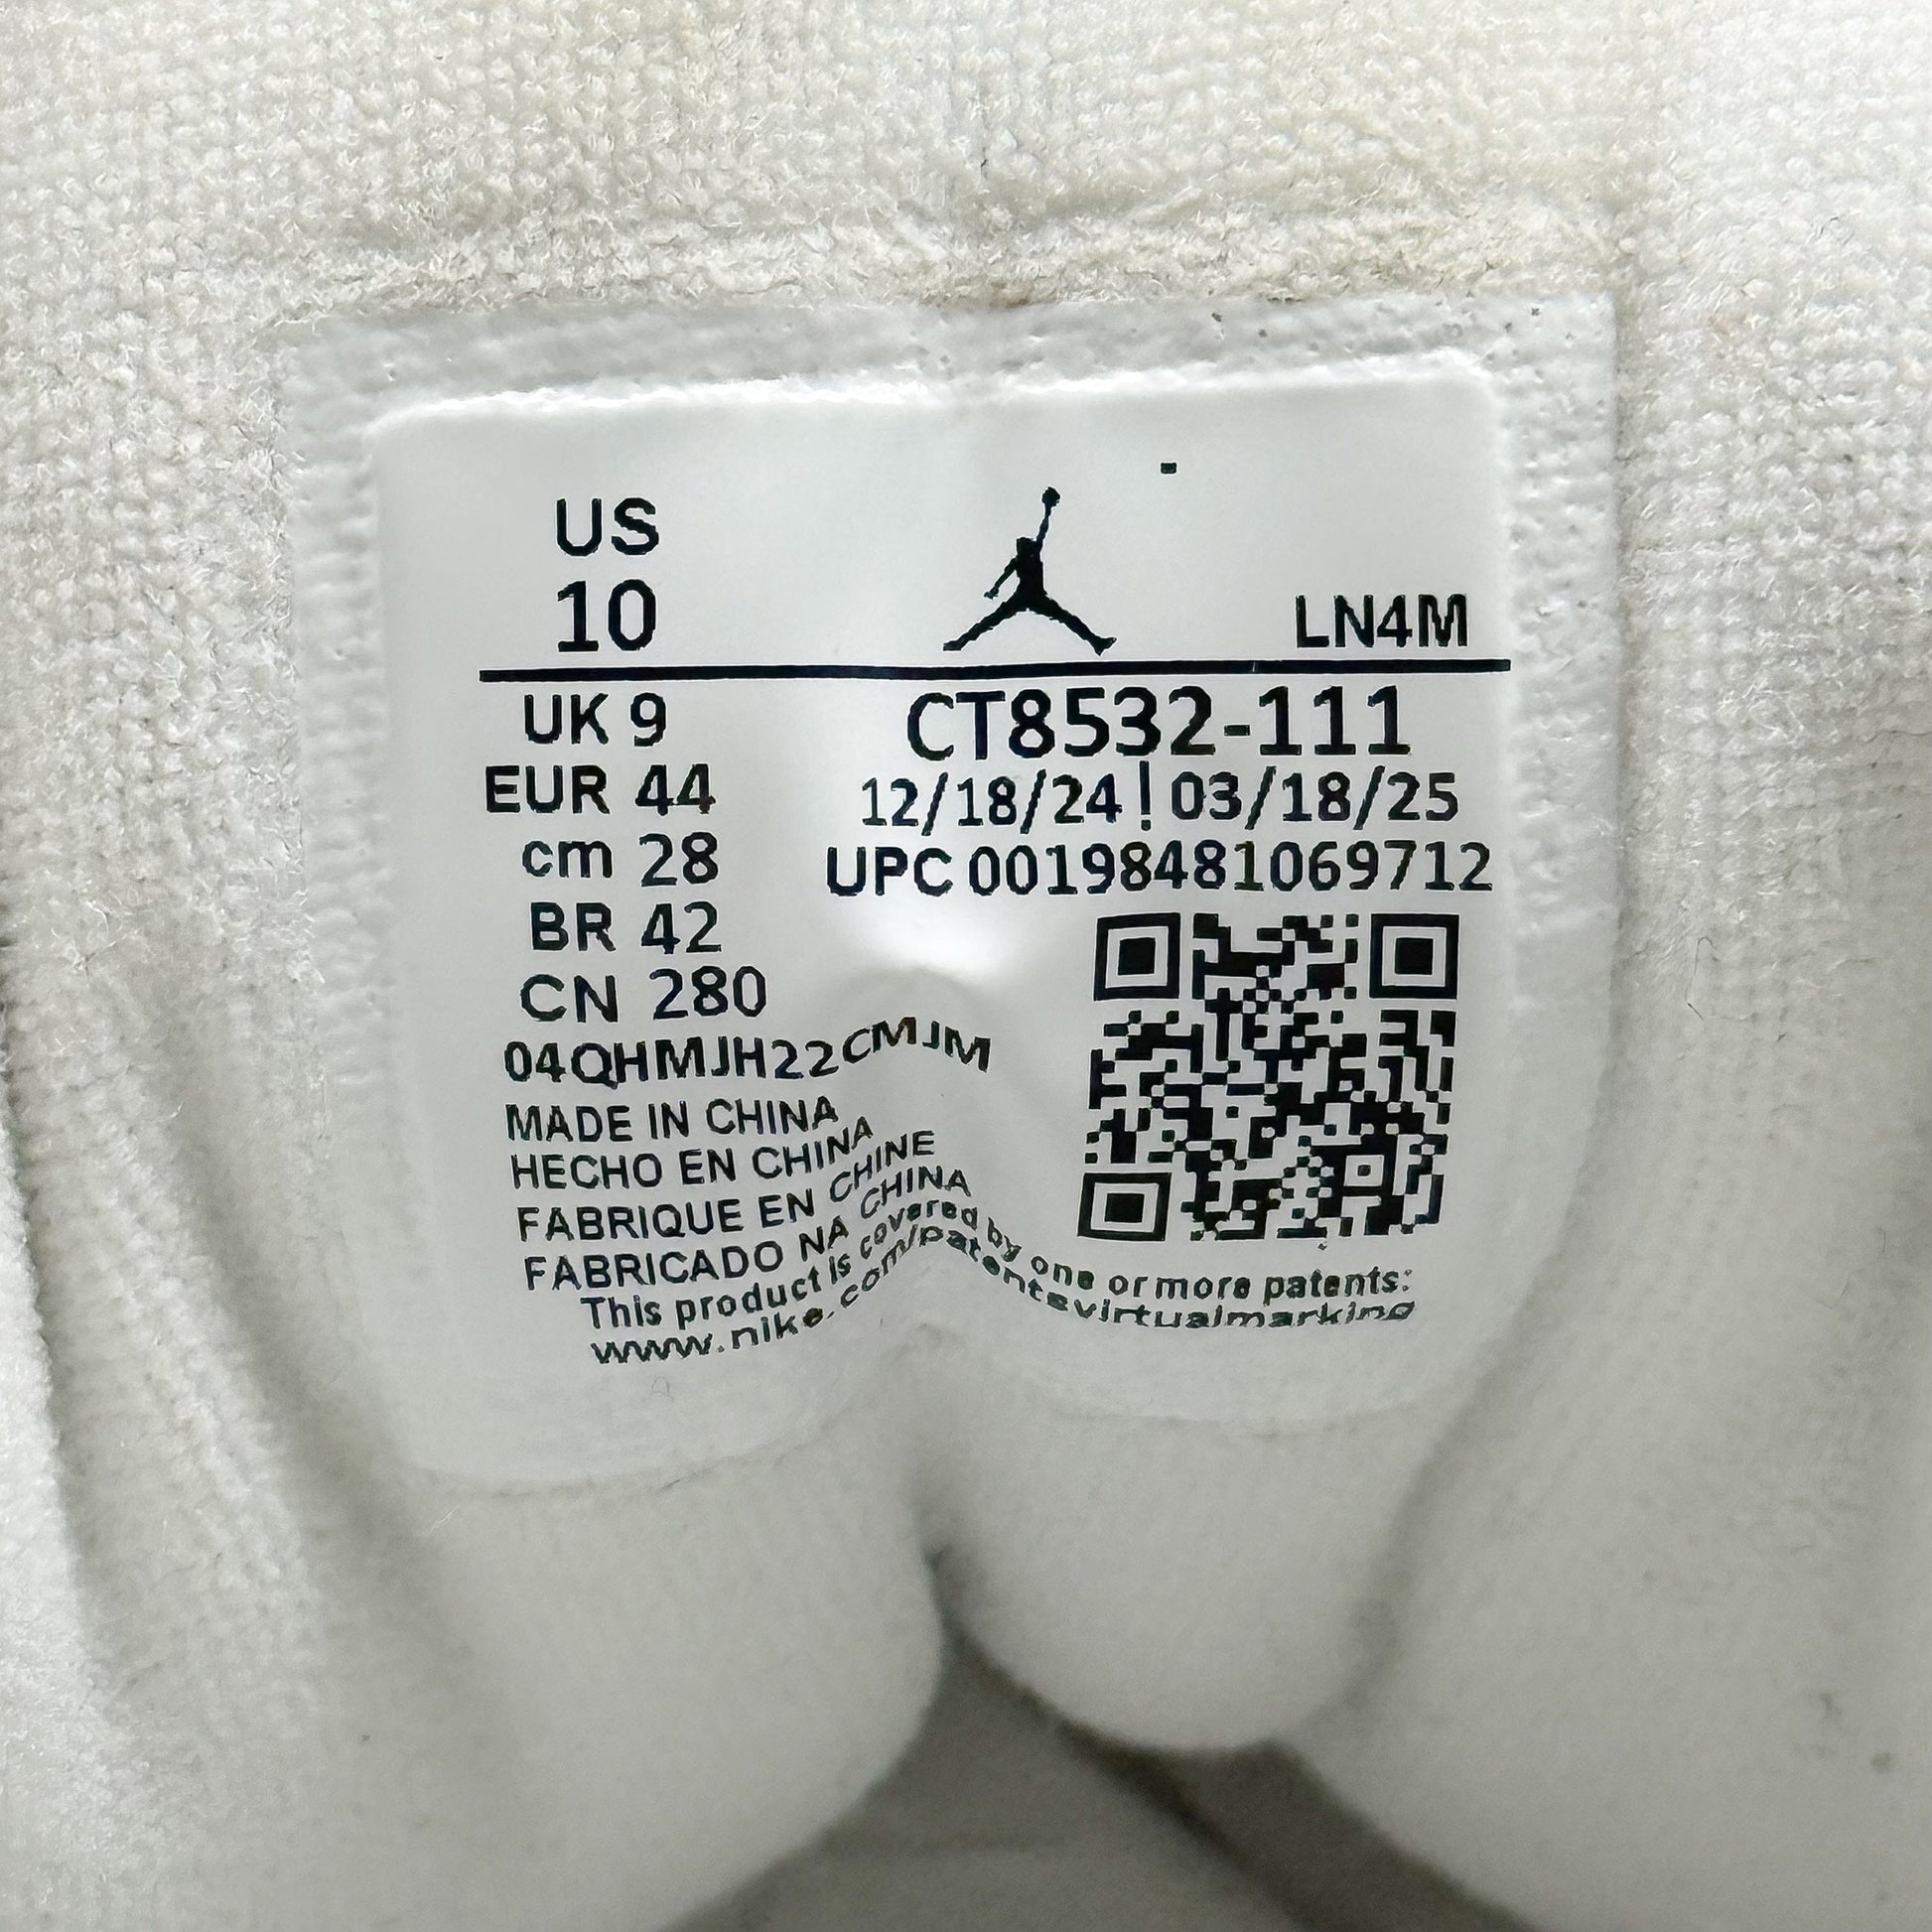 US
10
LN4M
UK 9
EUR 44
cm 28
BR 42
CN 280
CT8532-111
12/18/24 ! 03/18/25
UPC 00198481069712
04QHMJH22CMJM
MADE IN CHINA
HECHO EN CHINA
FABRIQUE EN CHINE
FABRICADO NA CHINA
This product is covered by one or more patents:
www.nike.com/patentsvirtualmarking